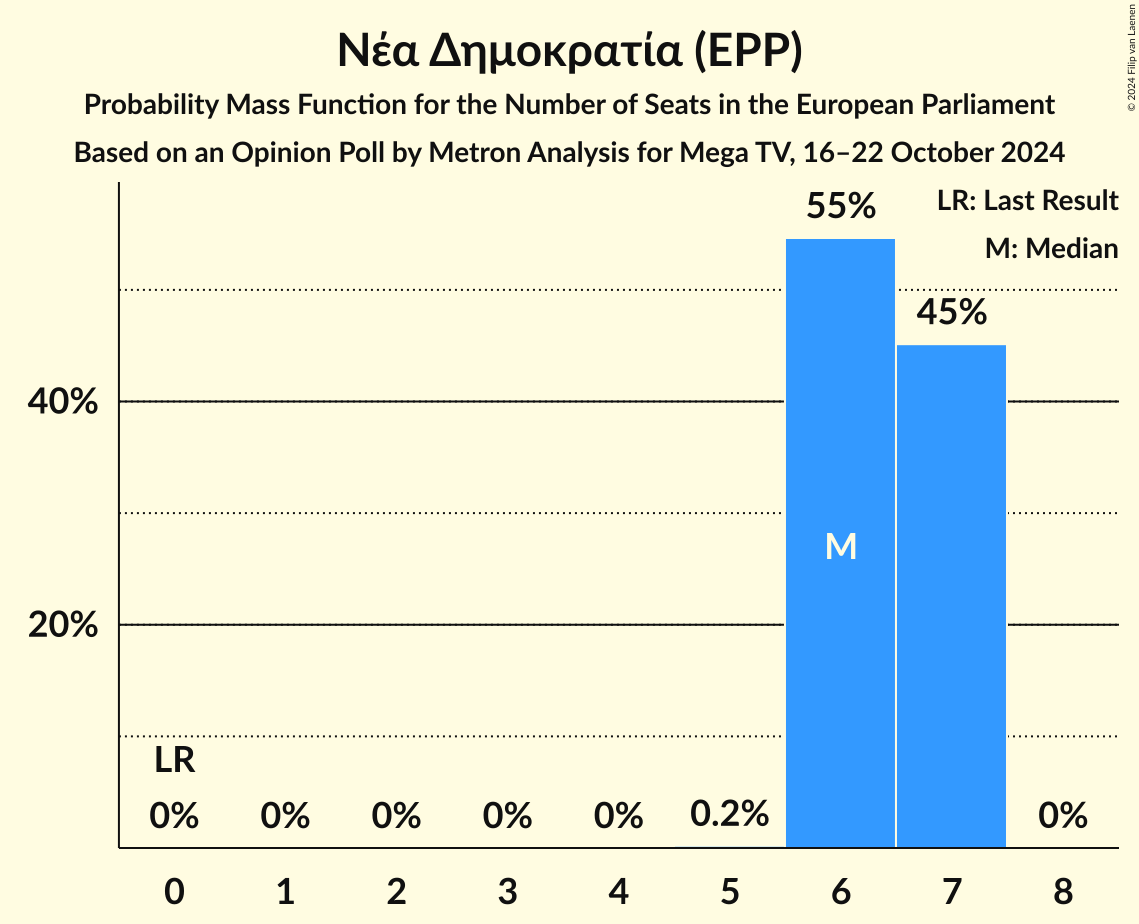 Νέα Δημοκρατία (EPP)
Probability Mass Function for the Number of Seats in the European Parliament
Based on an Opinion Poll by Metron Analysis for Mega TV, 16–22 October 2024
© 2024 Filip van Laenen
LR: Last Result
M: Median
55%
45%
40%
M
20%
LR
0% 0% 0% 0% 0% 0.2% 0%
0 1 2 3 4 5 6 7 8